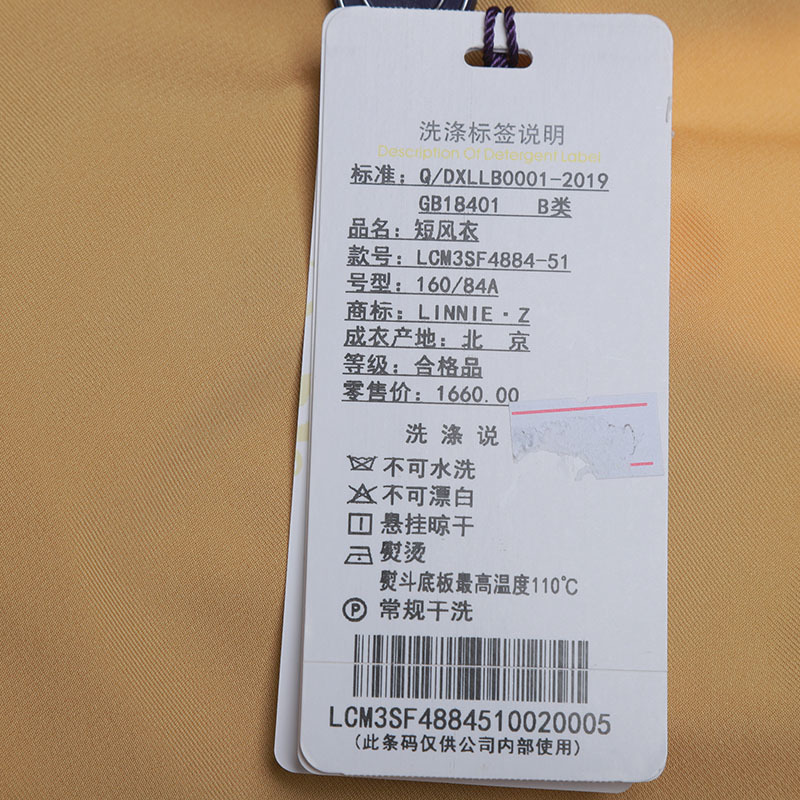 洗涤标签说明
Description Of Detergent Label
标准：Q/DXLLB0001-2019
GB18401 B类
品名：短风衣
款号：LCM3SF4884-51
号型：160/84A
商标：LINNIE·Z
成衣产地：北 京
等级：合格品
零售价：1660.00
洗 涤 说
不可水洗
不可漂白
悬挂晾干
熨烫
熨斗底板最高温度110℃
P 常规干洗
LCM3SF4884510020005
（此条码仅供公司内部使用）